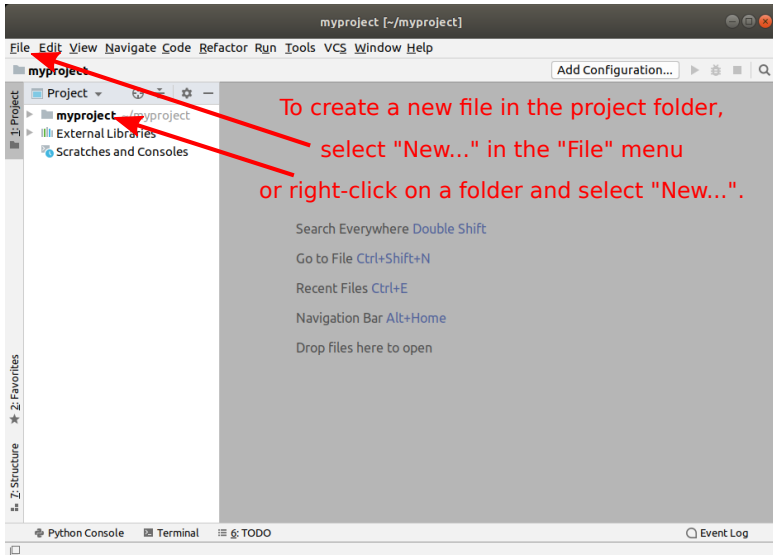 myproject [~/myproject]
File Edit View Navigate Code Refactor Run Tools VCS Window Help
myproject
Add Configuration...
1: Project
Project
myproject ~/myproject
External Libraries
Scratches and Consoles
To create a new file in the project folder,
select "New..." in the "File" menu
or right-click on a folder and select "New...".
Search Everywhere Double Shift
Go to File Ctrl+Shift+N
Recent Files Ctrl+E
Navigation Bar Alt+Home
Drop files here to open
2: Favorites
7: Structure
Python Console
Terminal
6: TODO
Event Log